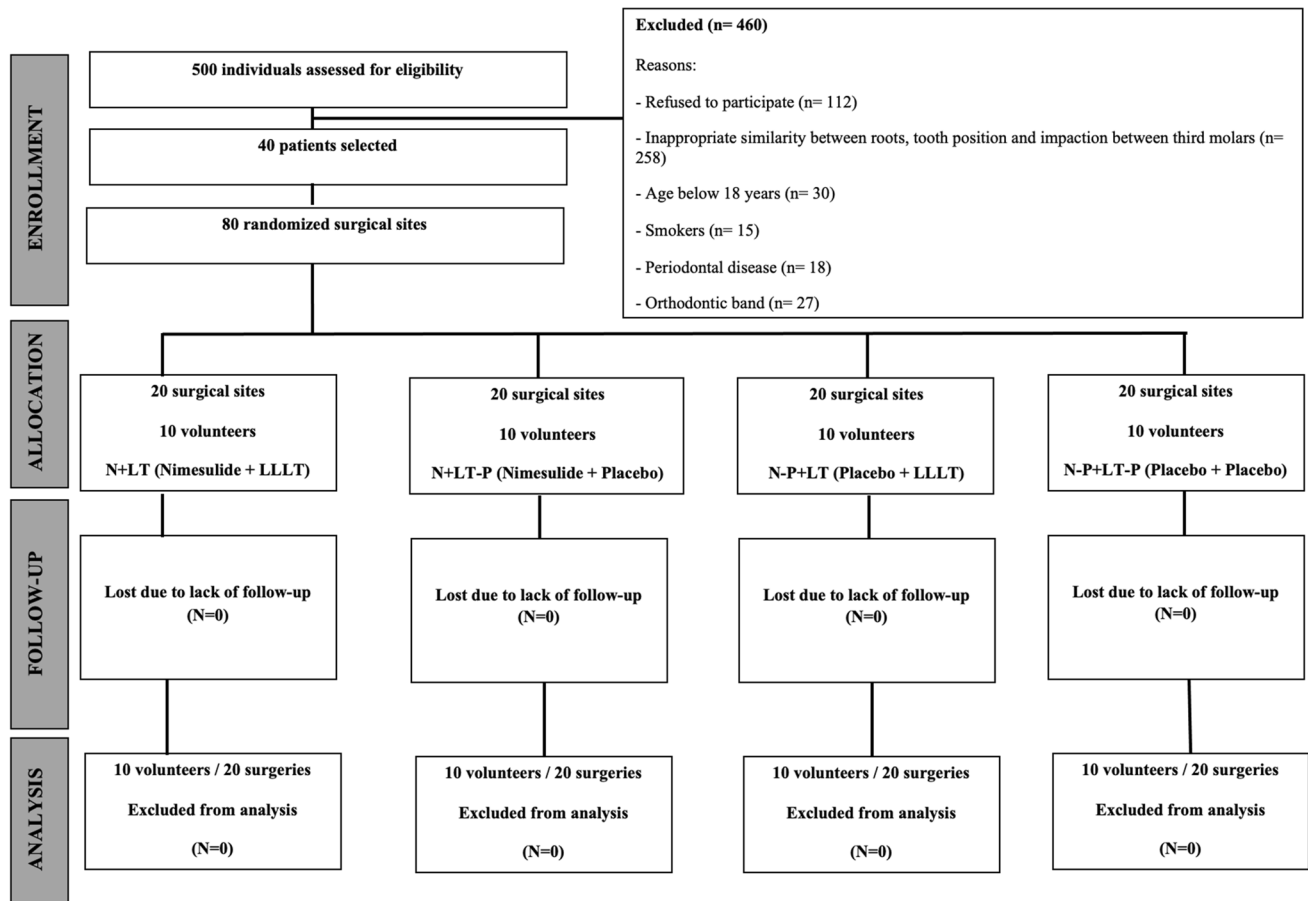 ENROLLMENT
500 individuals assessed for eligibility
40 patients selected
80 randomized surgical sites
Excluded (n= 460)
Reasons:
- Refused to participate (n= 112)
- Inappropriate similarity between roots, tooth position and impaction between third molars (n=
258)
- Age below 18 years (n= 30)
- Smokers (n= 15)
- Periodontal disease (n= 18)
- Orthodontic band (n= 27)
ALLOCATION
20 surgical sites
10 volunteers
N+LT (Nimesulide + LLLT)
20 surgical sites
10 volunteers
N+LT-P (Nimesulide + Placebo)
20 surgical sites
10 volunteers
N-P+LT (Placebo + LLLT)
20 surgical sites
10 volunteers
N-P+LT-P (Placebo + Placebo)
FOLLOW-UP
Lost due to lack of follow-up
(N=0)
Lost due to lack of follow-up
(N=0)
Lost due to lack of follow-up
(N=0)
Lost due to lack of follow-up
(N=0)
ANALYSIS
10 volunteers / 20 surgeries
Excluded from analysis
(N=0)
10 volunteers / 20 surgeries
Excluded from analysis
(N=0)
10 volunteers / 20 surgeries
Excluded from analysis
(N=0)
10 volunteers / 20 surgeries
Excluded from analysis
(N=0)